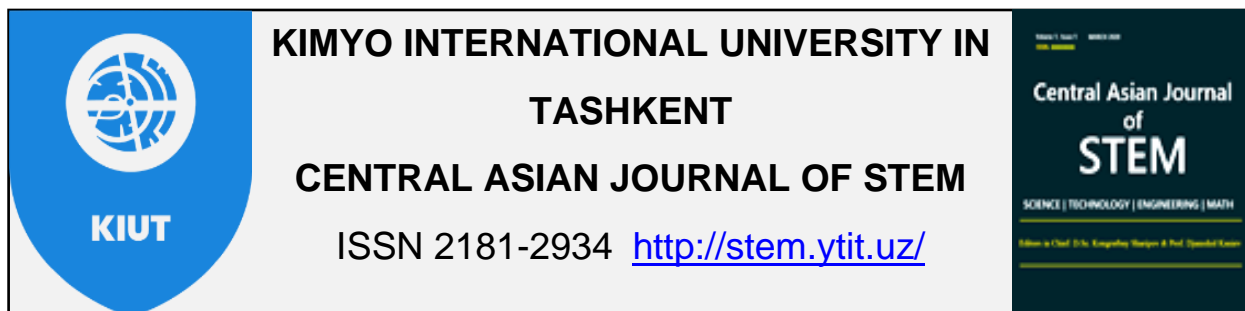 KIUT
KIMYO INTERNATIONAL UNIVERSITY IN
TASHKENT
CENTRAL ASIAN JOURNAL OF STEM
ISSN 2181-2934 http://stem.ytit.uz/
Central Asian Journal
of
STEM
SCIENCE | TECHNOLOGY | ENGINEERING | MATH